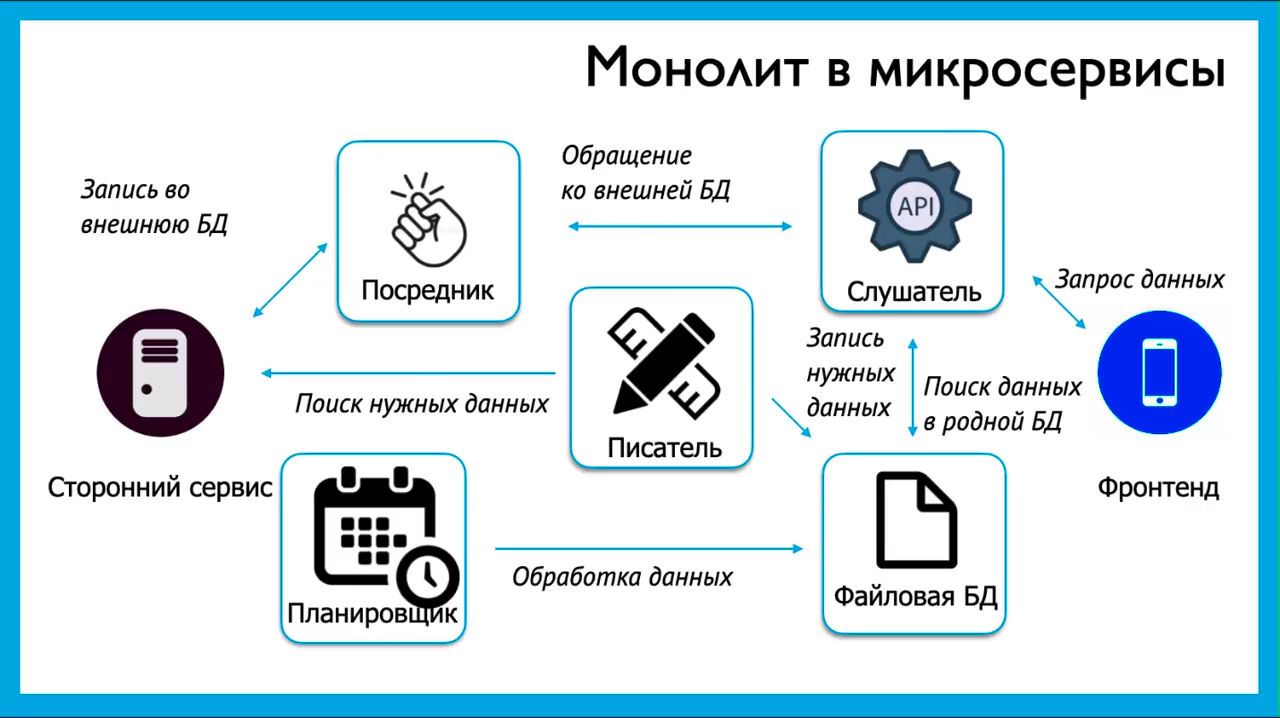 Монолит в микросервисы
Запись во
внешнюю БД
Посредник
Обращение
ко внешней БД
API
Слушатель
Запрос данных
Поиск нужных данных
Писатель
Запись
нужных
данных
Поиск данных
в родной БД
Сторонний сервис
Фронтенд
Планировщик
Обработка данных
Файловая БД